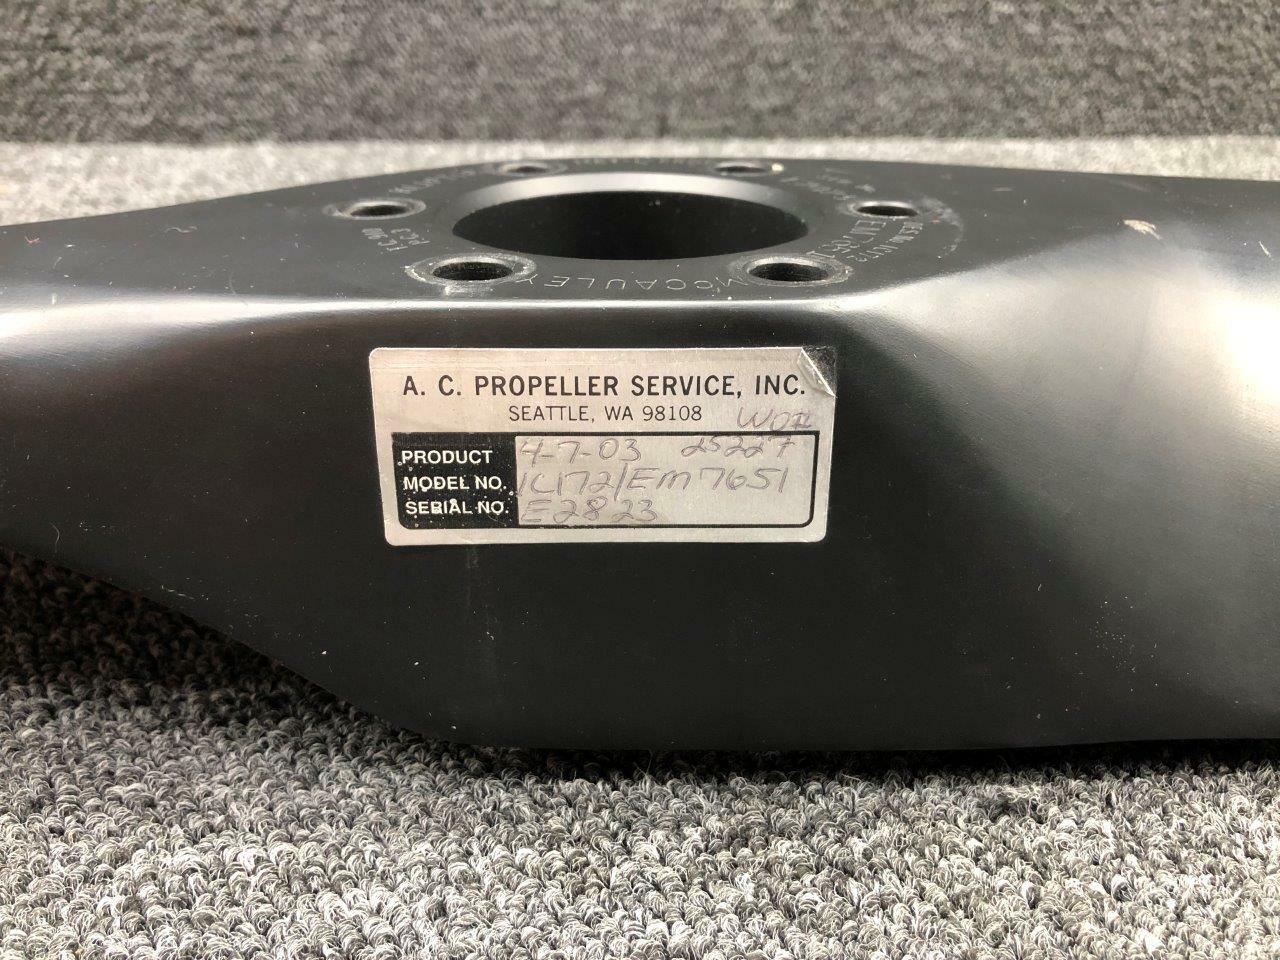 McCAULEY
A. C. PROPELLER SERVICE, INC.
SEATTLE, WA 98108 WO#
PRODUCT 4-7-03 25227
MODEL NO. 1C172/EM7651
SERIAL NO. E2823